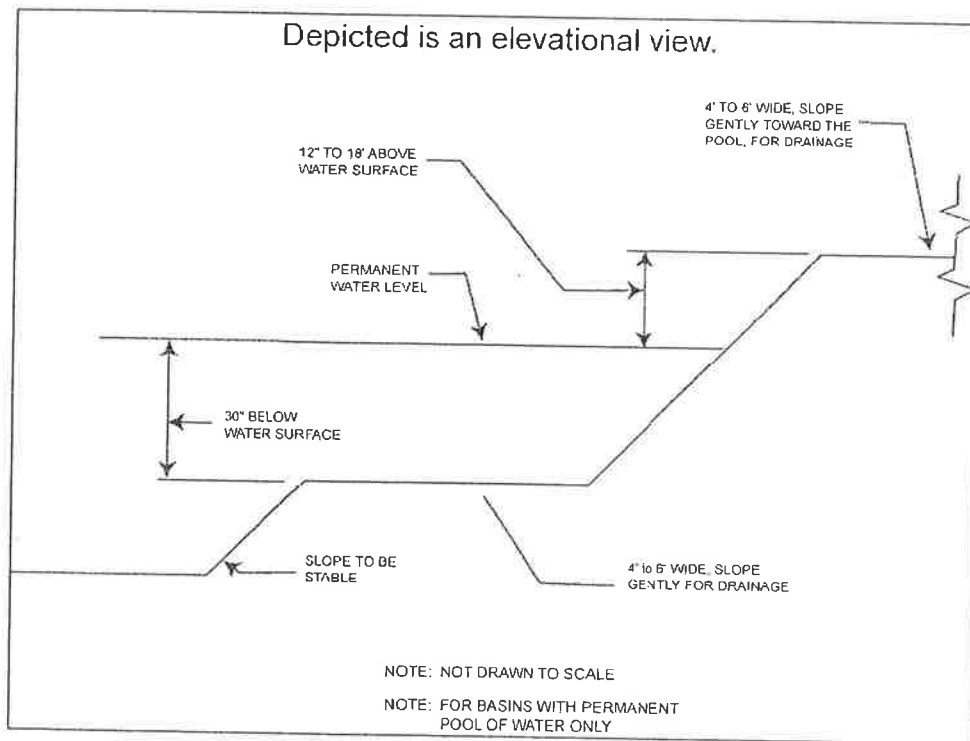 Depicted is an elevational view.
4' TO 6' WIDE, SLOPE
GENTLY TOWARD THE
POOL, FOR DRAINAGE
12" TO 18' ABOVE
WATER SURFACE
PERMANENT
WATER LEVEL
30" BELOW
WATER SURFACE
SLOPE TO BE
STABLE
4' to 6' WIDE, SLOPE
GENTLY FOR DRAINAGE
NOTE: NOT DRAWN TO SCALE
NOTE: FOR BASINS WITH PERMANENT
POOL OF WATER ONLY